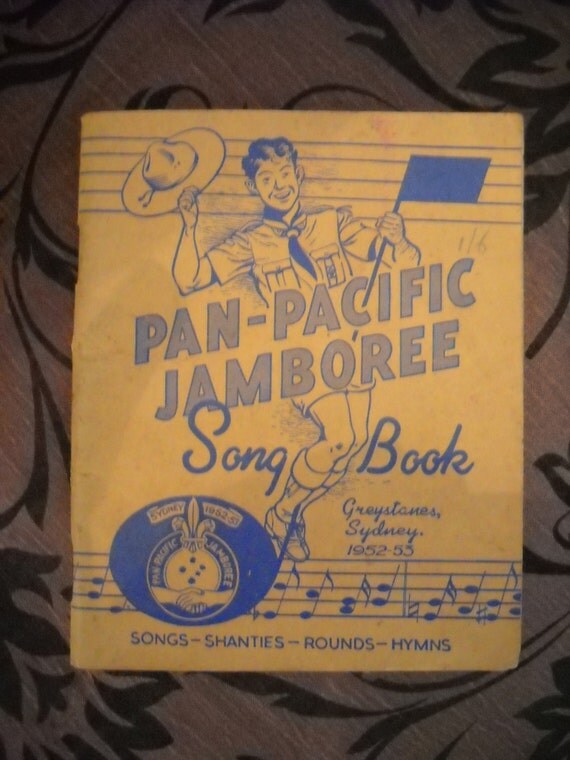 1/6
PAN-PACIFIC
JAMBOREE
Song Book
Greystanes,
Sydney.
1952-53
SYDNEY 1952-53
PAN-PACIFIC JAMBOREE
SONGS - SHANTIES - ROUNDS - HYMNS